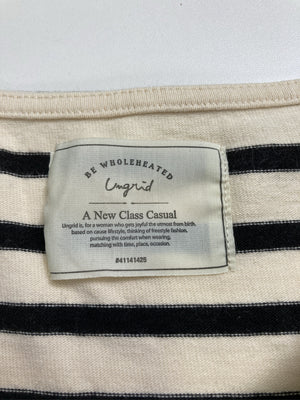 BE WHOLEHEATED
Ungrid
A New Class Casual
Ungrid is, for a woman who gets joyful the utmost from birth.
based on cause lifestyle, thinking of freestyle fashion.
pursuing the comfort when wearing.
matching with time, place, occasion.
#41141425